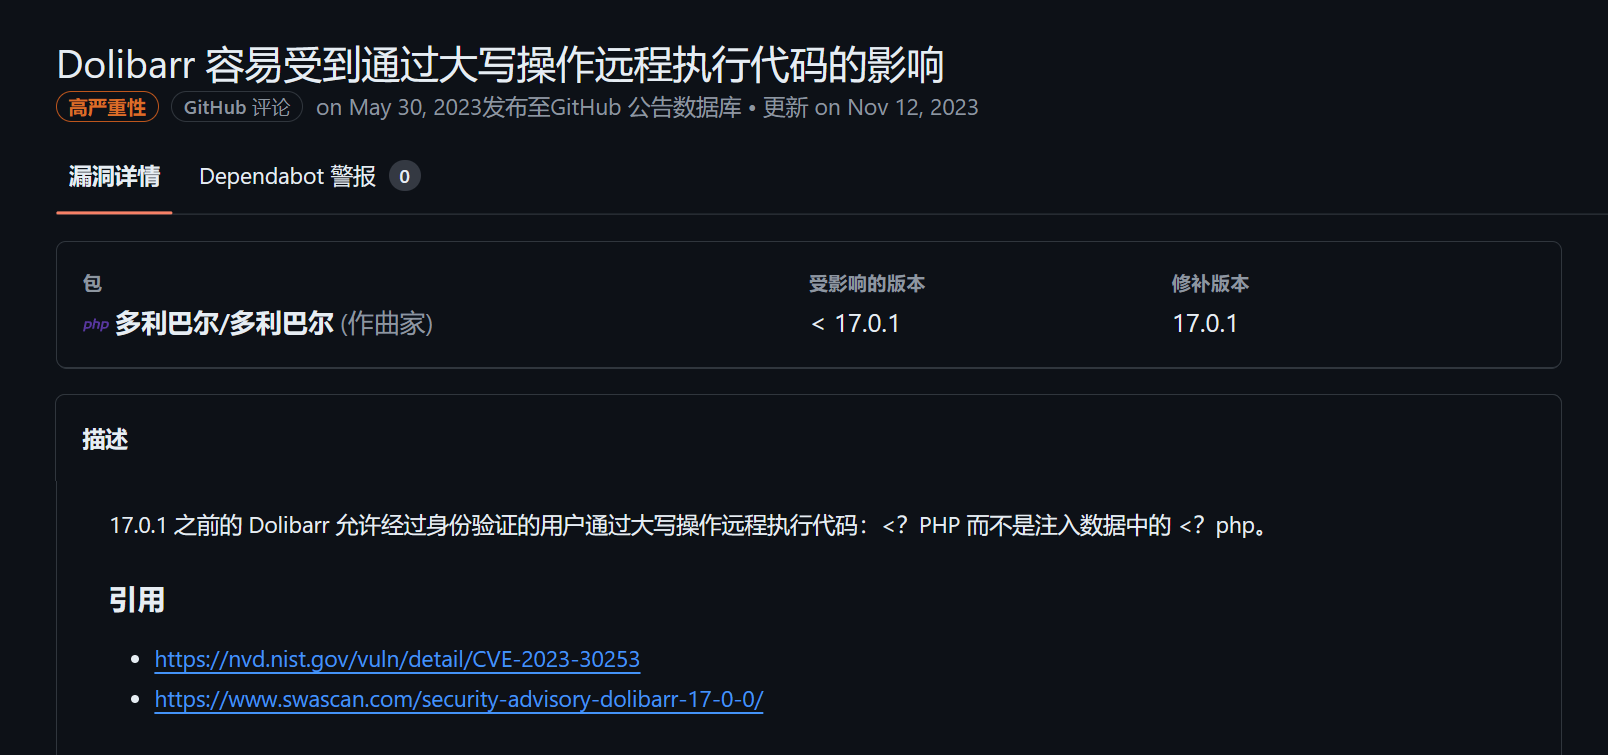 Dolibarr 容易受到通过大写操作远程执行代码的影响
高严重性 GitHub 评论 on May 30, 2023发布至GitHub 公告数据库 • 更新 on Nov 12, 2023
漏洞详情 Dependabot 警报 0
包 受影响的版本 修补版本
php 多利巴尔/多利巴尔 (作曲家) < 17.0.1 17.0.1
描述
17.0.1 之前的 Dolibarr 允许经过身份验证的用户通过大写操作远程执行代码：<？PHP 而不是注入数据中的 <？php。
引用
• https://nvd.nist.gov/vuln/detail/CVE-2023-30253
• https://www.swascan.com/security-advisory-dolibarr-17-0-0/